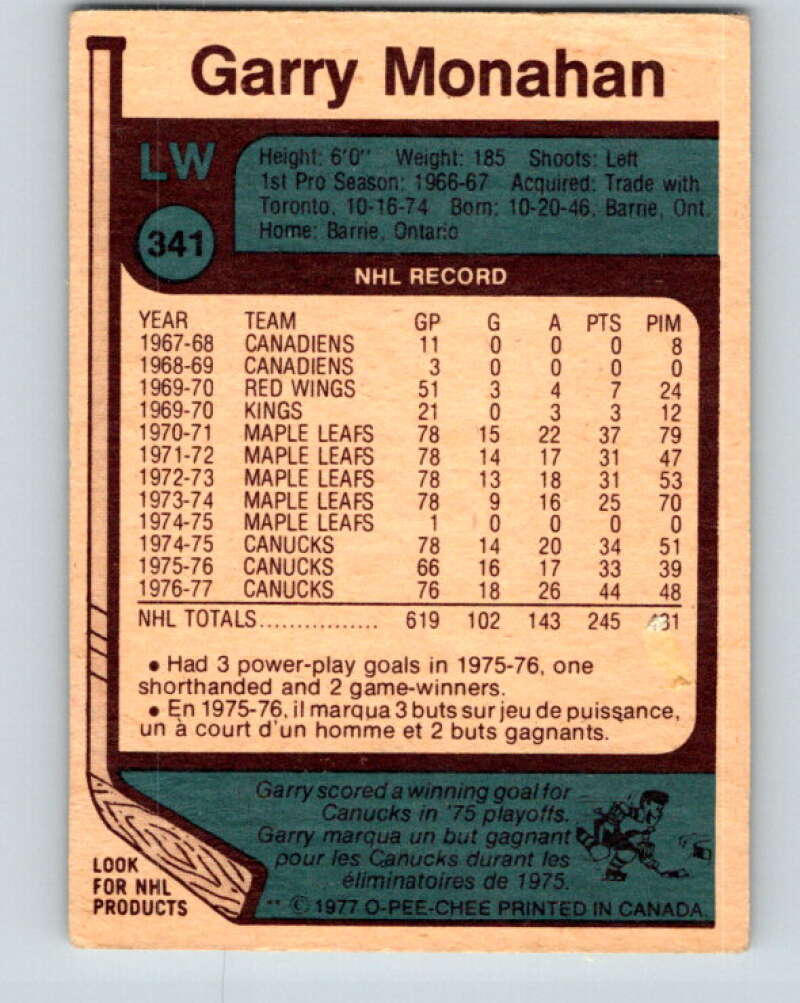 Garry Monahan
LW
341
Height: 6'0" Weight: 185 Shoots: Left
1st Pro Season: 1966-67 Acquired: Trade with
Toronto, 10-16-74 Born: 10-20-46, Barrie, Ont.
Home: Barrie, Ontario
NHL RECORD
YEAR TEAM GP G A PTS PIM
1967-68 CANADIENS 11 0 0 0 8
1968-69 CANADIENS 3 0 0 0 0
1969-70 RED WINGS 51 3 4 7 24
1969-70 KINGS 21 0 3 3 12
1970-71 MAPLE LEAFS 78 15 22 37 79
1971-72 MAPLE LEAFS 78 14 17 31 47
1972-73 MAPLE LEAFS 78 13 18 31 53
1973-74 MAPLE LEAFS 78 9 16 25 70
1974-75 MAPLE LEAFS 1 0 0 0 0
1974-75 CANUCKS 78 14 20 34 51
1975-76 CANUCKS 66 16 17 33 39
1976-77 CANUCKS 76 18 26 44 48
NHL TOTALS................ 619 102 143 245 431
• Had 3 power-play goals in 1975-76, one
shorthanded and 2 game-winners.
• En 1975-76, il marqua 3 buts sur jeu de puissance,
un à court d'un homme et 2 buts gagnants.
Garry scored a winning goal for
Canucks in '75 playoffs.
Garry marqua un but gagnant
pour les Canucks durant les
éliminatoires de 1975.
LOOK
FOR NHL
PRODUCTS
** © 1977 O-PEE-CHEE PRINTED IN CANADA.